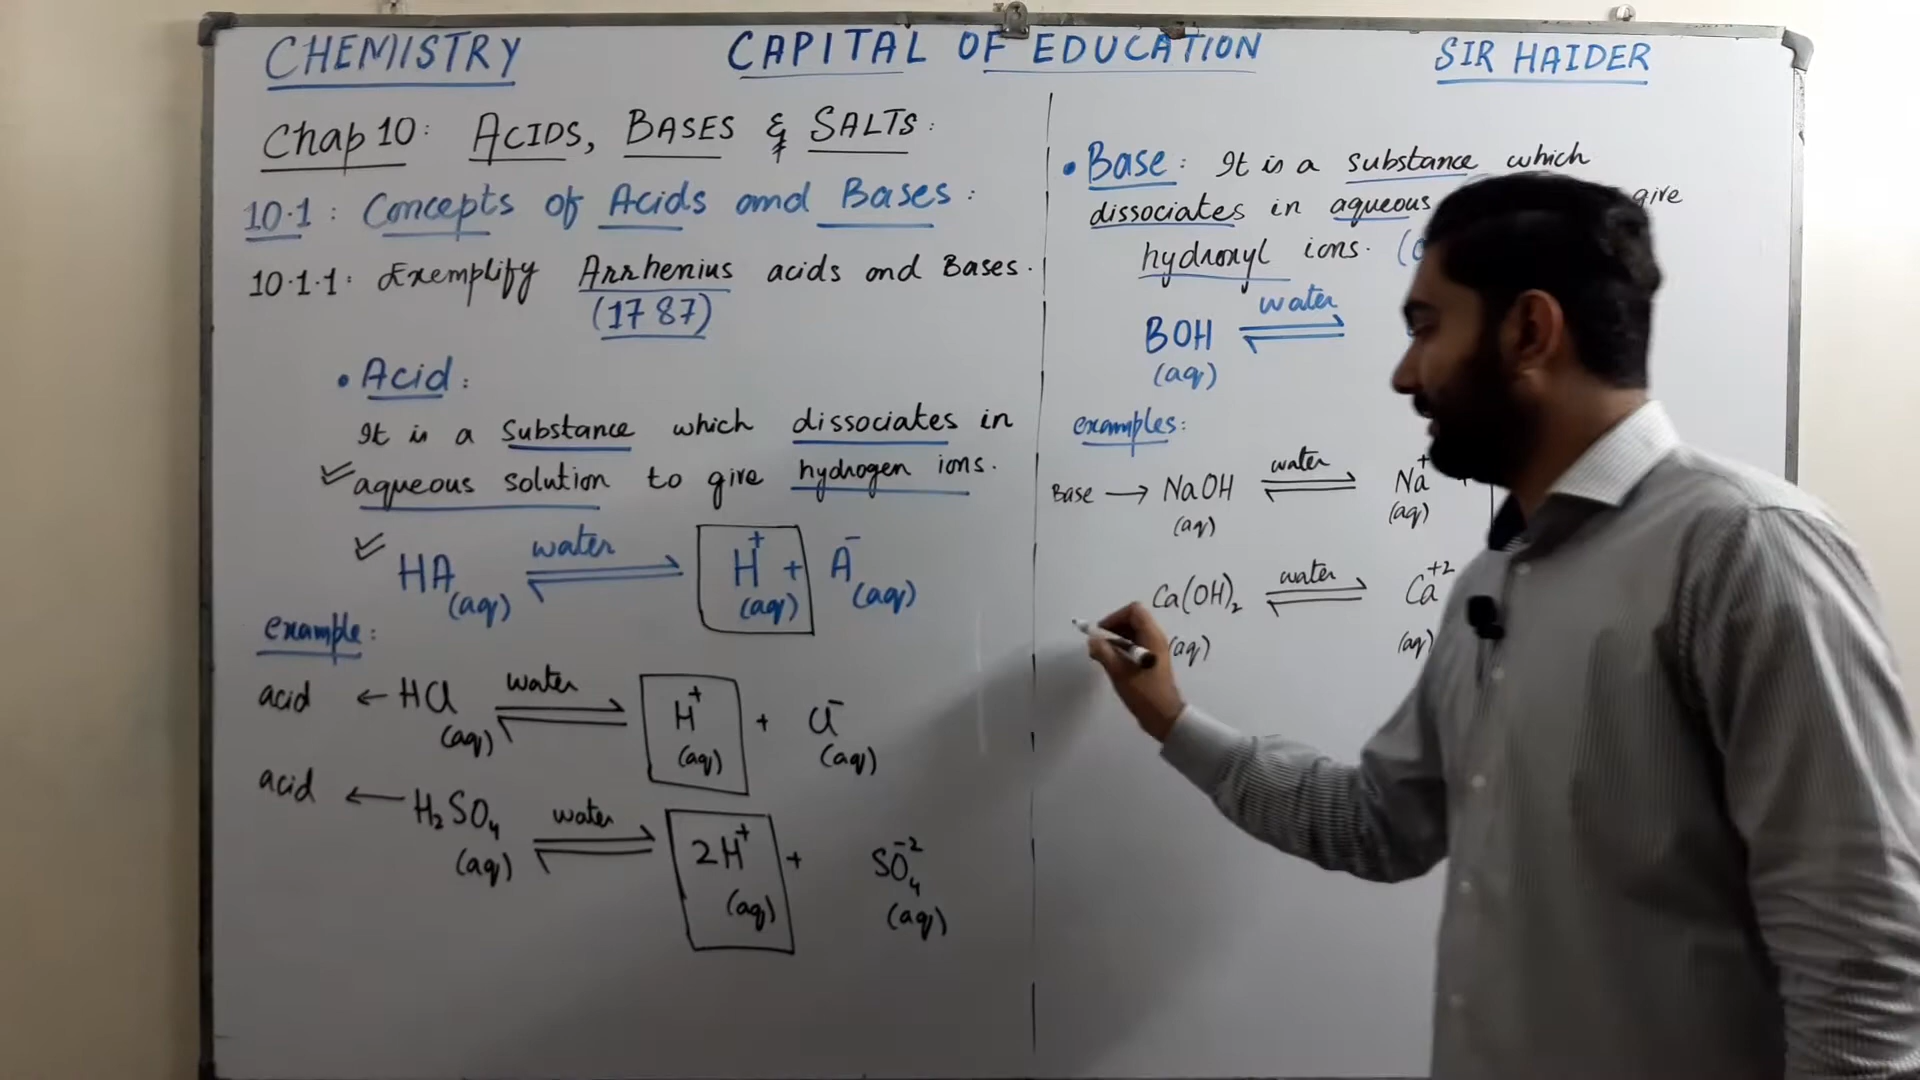 CHEMISTRY CAPITAL OF EDUCATION SIR HAIDER
Chap 10: ACIDS, BASES & SALTS:
10.1: Concepts of Acids and Bases:
10.1.1: Exemplify Arrhenius acids and Bases.
(1787)
• Acid:
It is a substance which dissociates in
aqueous solution to give hydrogen ions.
HA(aq) ⇌ water H⁺(aq) + A⁻(aq)
example:
acid ← HCl(aq) ⇌ water H⁺(aq) + Cl⁻(aq)
acid ← H₂SO₄(aq) ⇌ water 2H⁺(aq) + SO₄⁻²(aq)
• Base: It is a substance which
dissociates in aqueous give
hydroxyl ions. (
BOH(aq) ⇌ water
examples:
Base → NaOH(aq) ⇌ water Na⁺(aq) +
Ca(OH)₂(aq) ⇌ water Ca⁺²(aq)